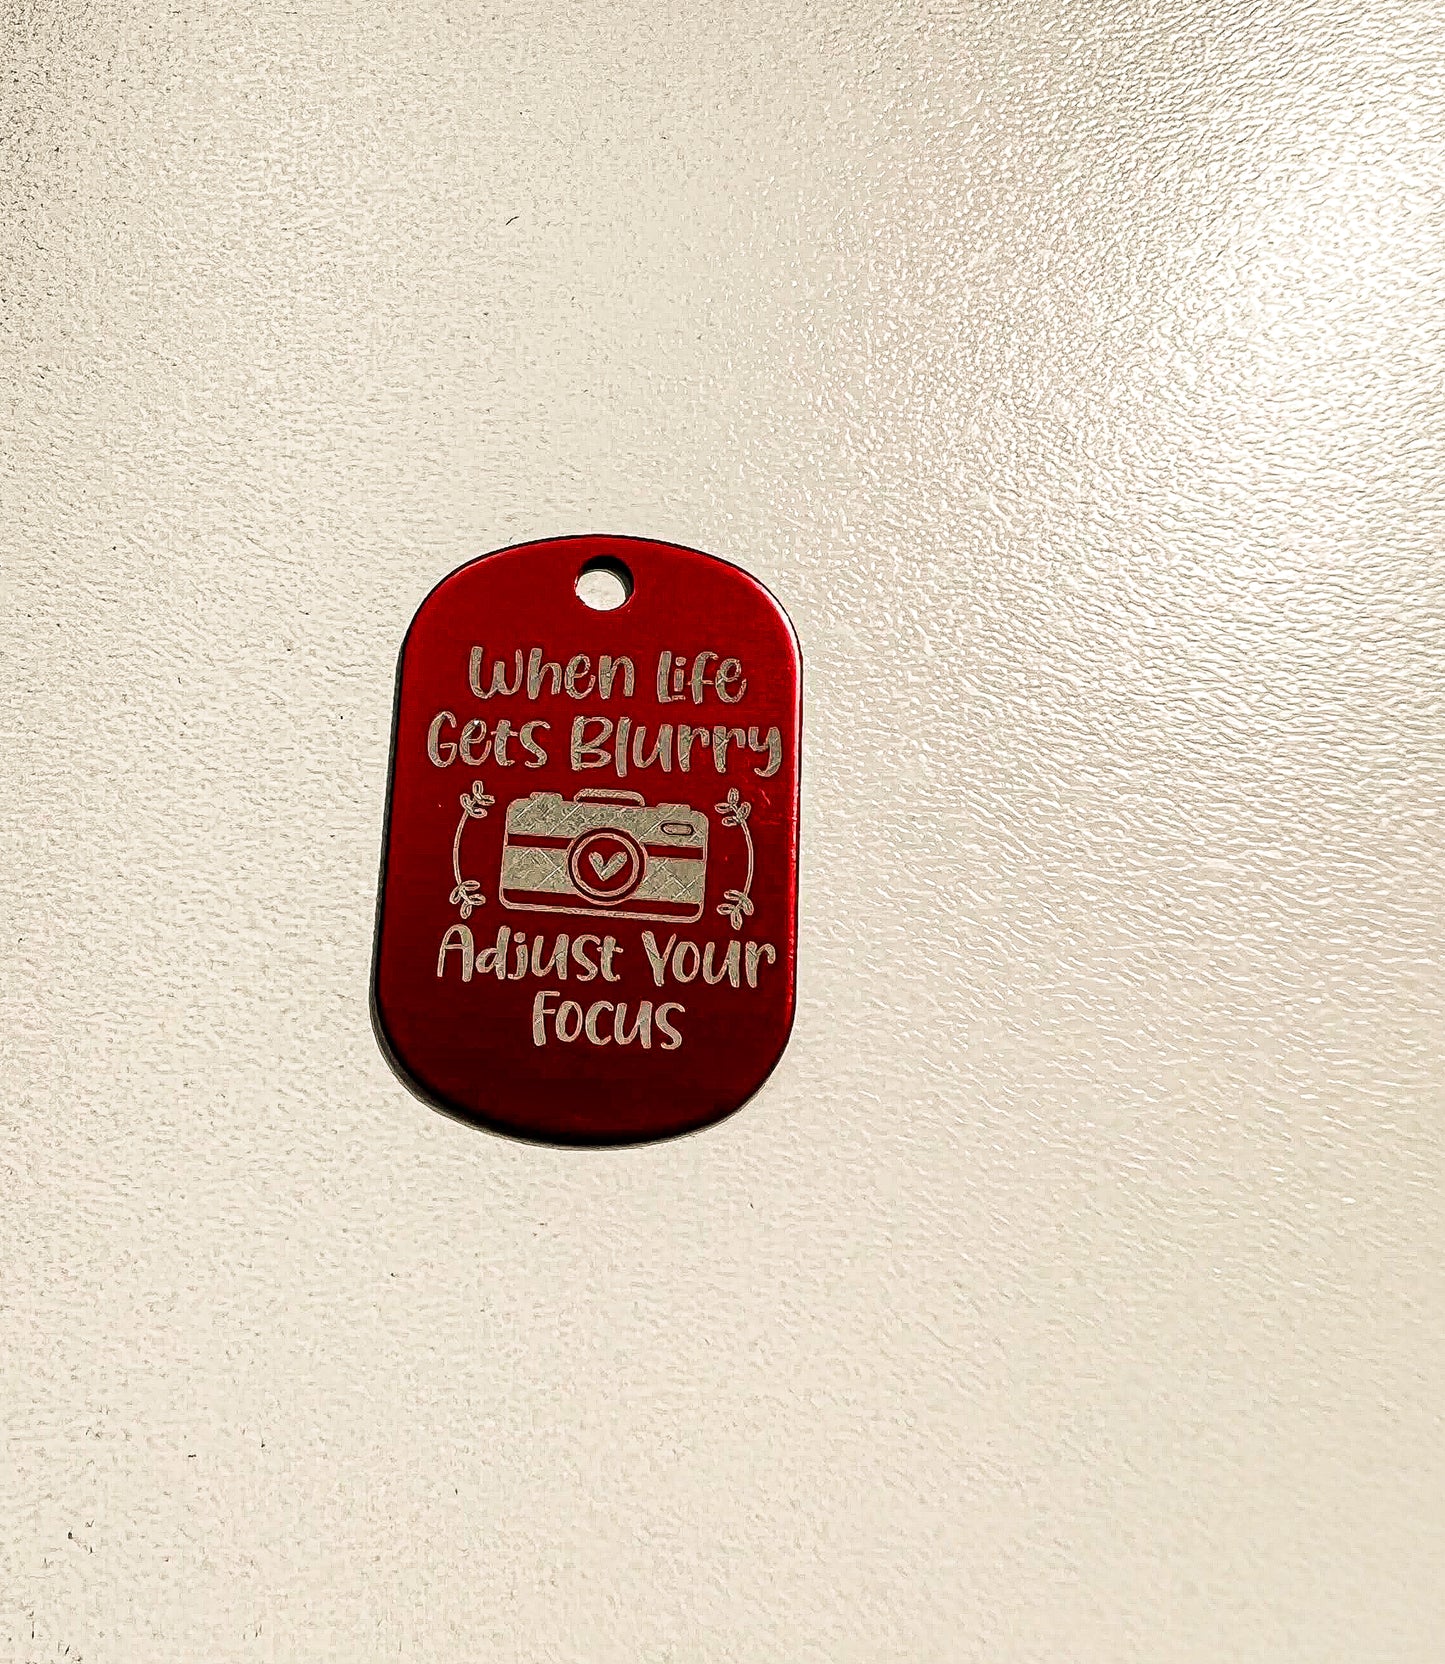 When Life
Gets Blurry
Adjust Your
Focus